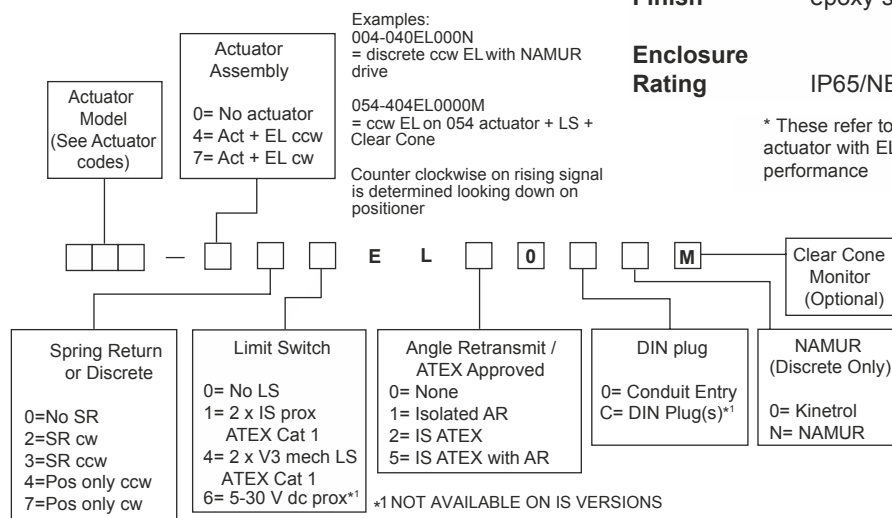 Finish
Enclosure
Rating
* These refer to
actuator with EL
performance
Examples:
004-040EL000N
= discrete ccw EL with NAMUR
drive
054-404EL0000M
= ccw EL on 054 actuator + LS +
Clear Cone
Counter clockwise on rising signal
is determined looking down on
positioner
Actuator
Model
(See Actuator
codes)
Actuator
Assembly
0= No actuator
4= Act + EL ccw
7= Act + EL cw
— E L 0 M
Clear Cone
Monitor
(Optional)
Spring Return
or Discrete
0=No SR
2=SR cw
3=SR ccw
4=Pos only ccw
7=Pos only cw
Limit Switch
0= No LS
1= 2 x IS prox
ATEX Cat 1
4= 2 x V3 mech LS
ATEX Cat 1
6= 5-30 V dc prox*1
Angle Retransmit /
ATEX Approved
0= None
1= Isolated AR
2= IS ATEX
5= IS ATEX with AR
DIN plug
0= Conduit Entry
C= DIN Plug(s)*1
NAMUR
(Discrete Only)
0= Kinetrol
N= NAMUR
*1 NOT AVAILABLE ON IS VERSIONS